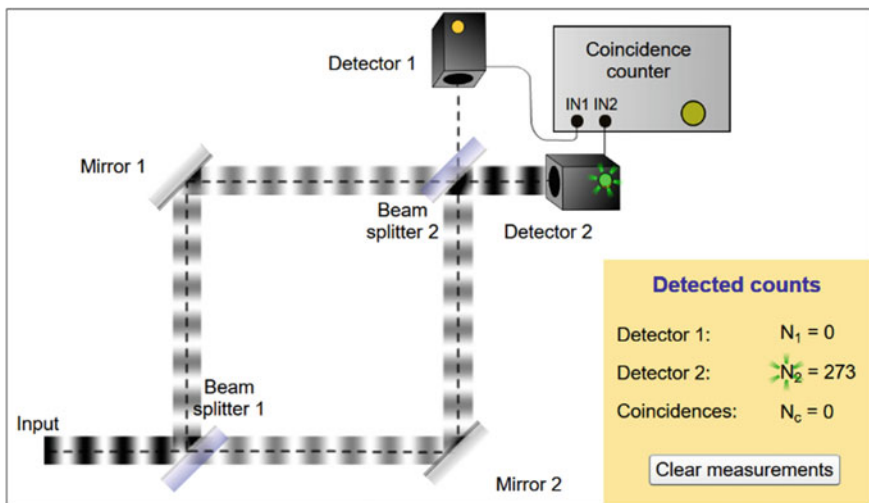 Detector 1
Coincidence
counter
IN1 IN2
Mirror 1
Beam
splitter 2
Detector 2
Beam
splitter 1
Input
Mirror 2
Detected counts
Detector 1: N₁ = 0
Detector 2: N₂ = 273
Coincidences: N꜀ = 0
Clear measurements